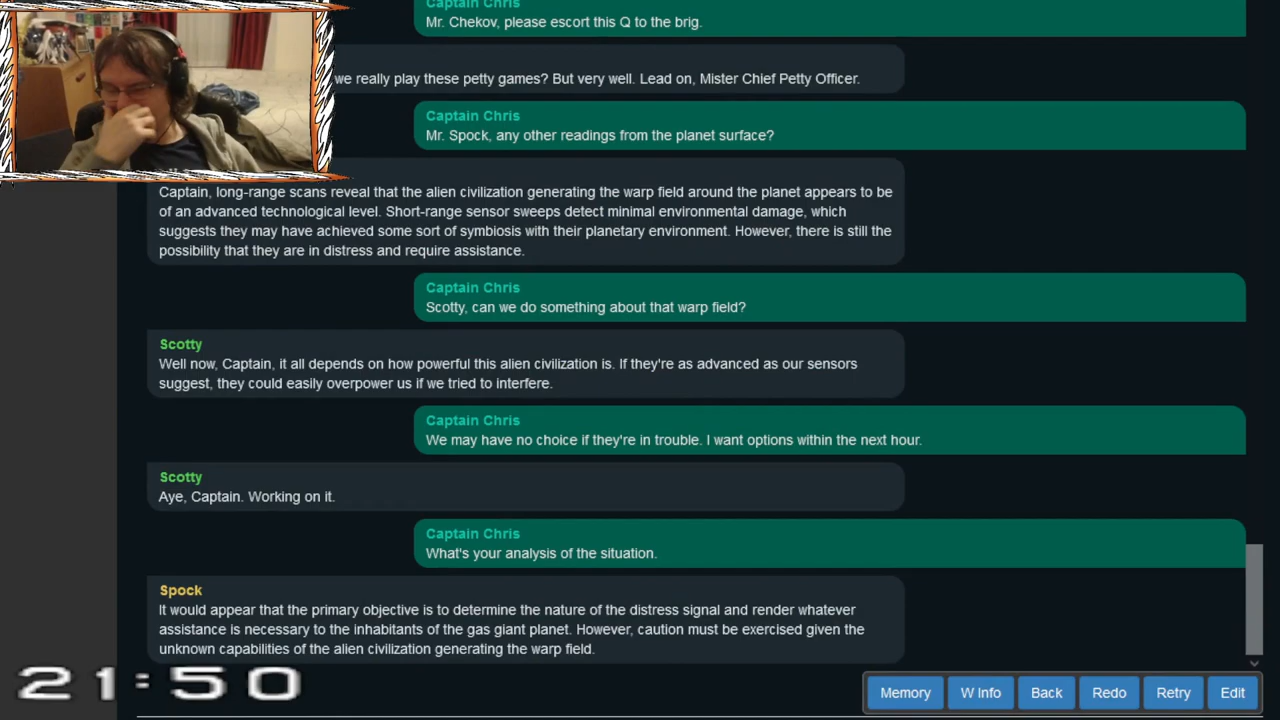 Captain Chris
Mr. Chekov, please escort this Q to the brig.
we really play these petty games? But very well. Lead on, Mister Chief Petty Officer.
Captain Chris
Mr. Spock, any other readings from the planet surface?
Captain, long-range scans reveal that the alien civilization generating the warp field around the planet appears to be
of an advanced technological level. Short-range sensor sweeps detect minimal environmental damage, which
suggests they may have achieved some sort of symbiosis with their planetary environment. However, there is still the
possibility that they are in distress and require assistance.
Captain Chris
Scotty, can we do something about that warp field?
Scotty
Well now, Captain, it all depends on how powerful this alien civilization is. If they're as advanced as our sensors
suggest, they could easily overpower us if we tried to interfere.
Captain Chris
We may have no choice if they're in trouble. I want options within the next hour.
Scotty
Aye, Captain. Working on it.
Captain Chris
What's your analysis of the situation.
Spock
It would appear that the primary objective is to determine the nature of the distress signal and render whatever
assistance is necessary to the inhabitants of the gas giant planet. However, caution must be exercised given the
unknown capabilities of the alien civilization generating the warp field.
21:50
Memory W Info Back Redo Retry Edit